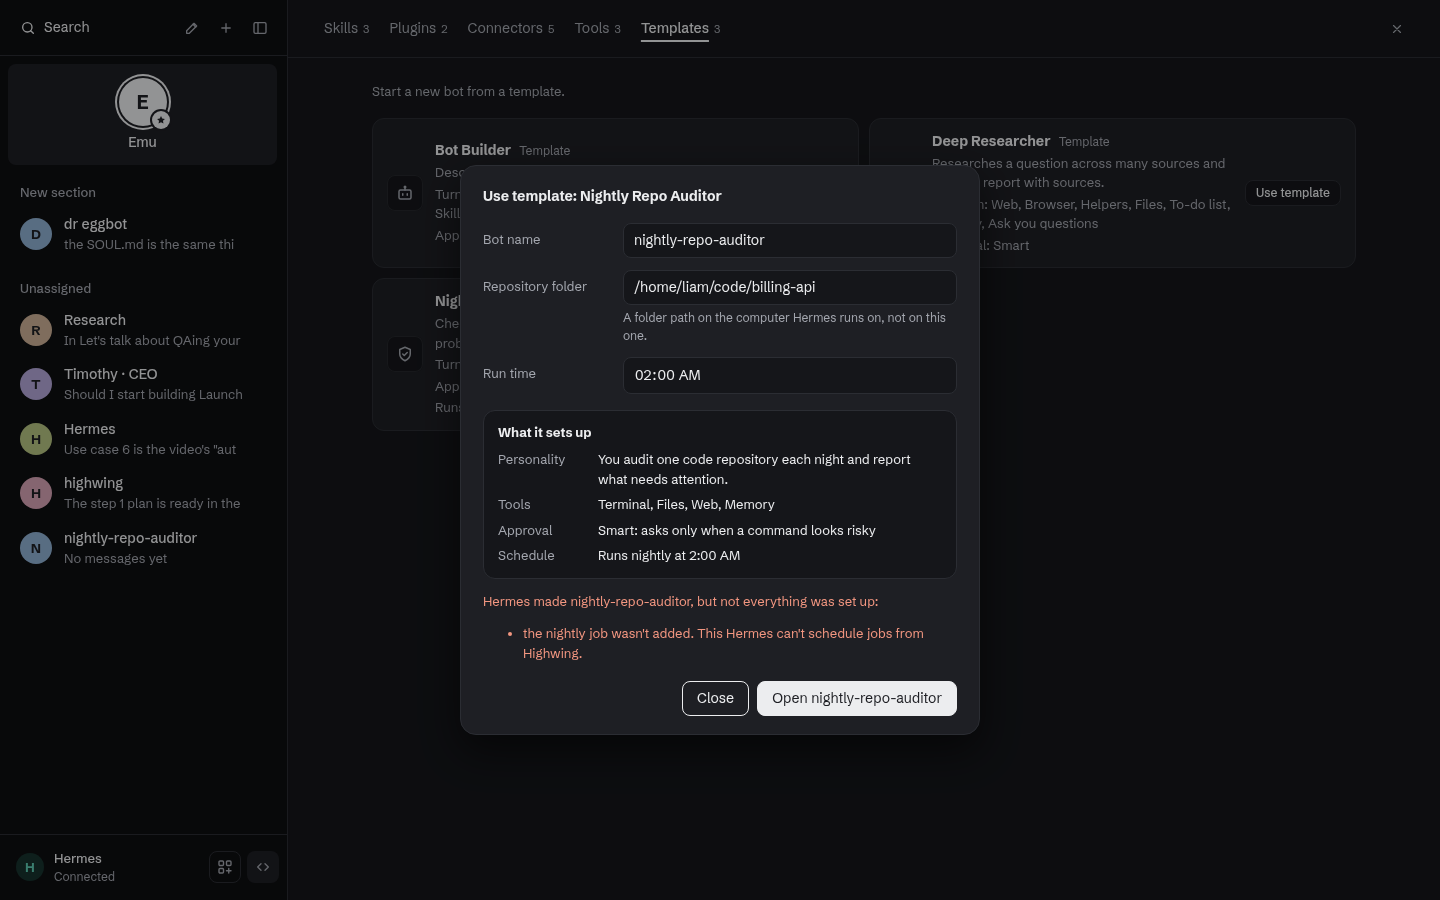 Search
Skills 3
Plugins 2
Connectors 5
Tools 3
Templates 3
E
Emu
New section
D
dr eggbot
the SOUL.md is the same thi
Unassigned
R
Research
In Let's talk about QAing your
T
Timothy · CEO
Should I start building Launch
H
Hermes
Use case 6 is the video's "aut
H
highwing
The step 1 plan is ready in the
N
nightly-repo-auditor
No messages yet
H
Hermes
Connected
Start a new bot from a template.
Bot Builder Template
Desc
Turn
Skill
App
Deep Researcher Template
Researches a question across many sources and
report with sources.
: Web, Browser, Helpers, Files, To-do list,
, Ask you questions
: Smart
Use template
Nig
Che
prob
Turn
App
Runs
Use template: Nightly Repo Auditor
Bot name
nightly-repo-auditor
Repository folder
/home/liam/code/billing-api
A folder path on the computer Hermes runs on, not on this
one.
Run time
02:00 AM
What it sets up
Personality
You audit one code repository each night and report
what needs attention.
Tools
Terminal, Files, Web, Memory
Approval
Smart: asks only when a command looks risky
Schedule
Runs nightly at 2:00 AM
Hermes made nightly-repo-auditor, but not everything was set up:
• the nightly job wasn't added. This Hermes can't schedule jobs from
Highwing.
Close
Open nightly-repo-auditor